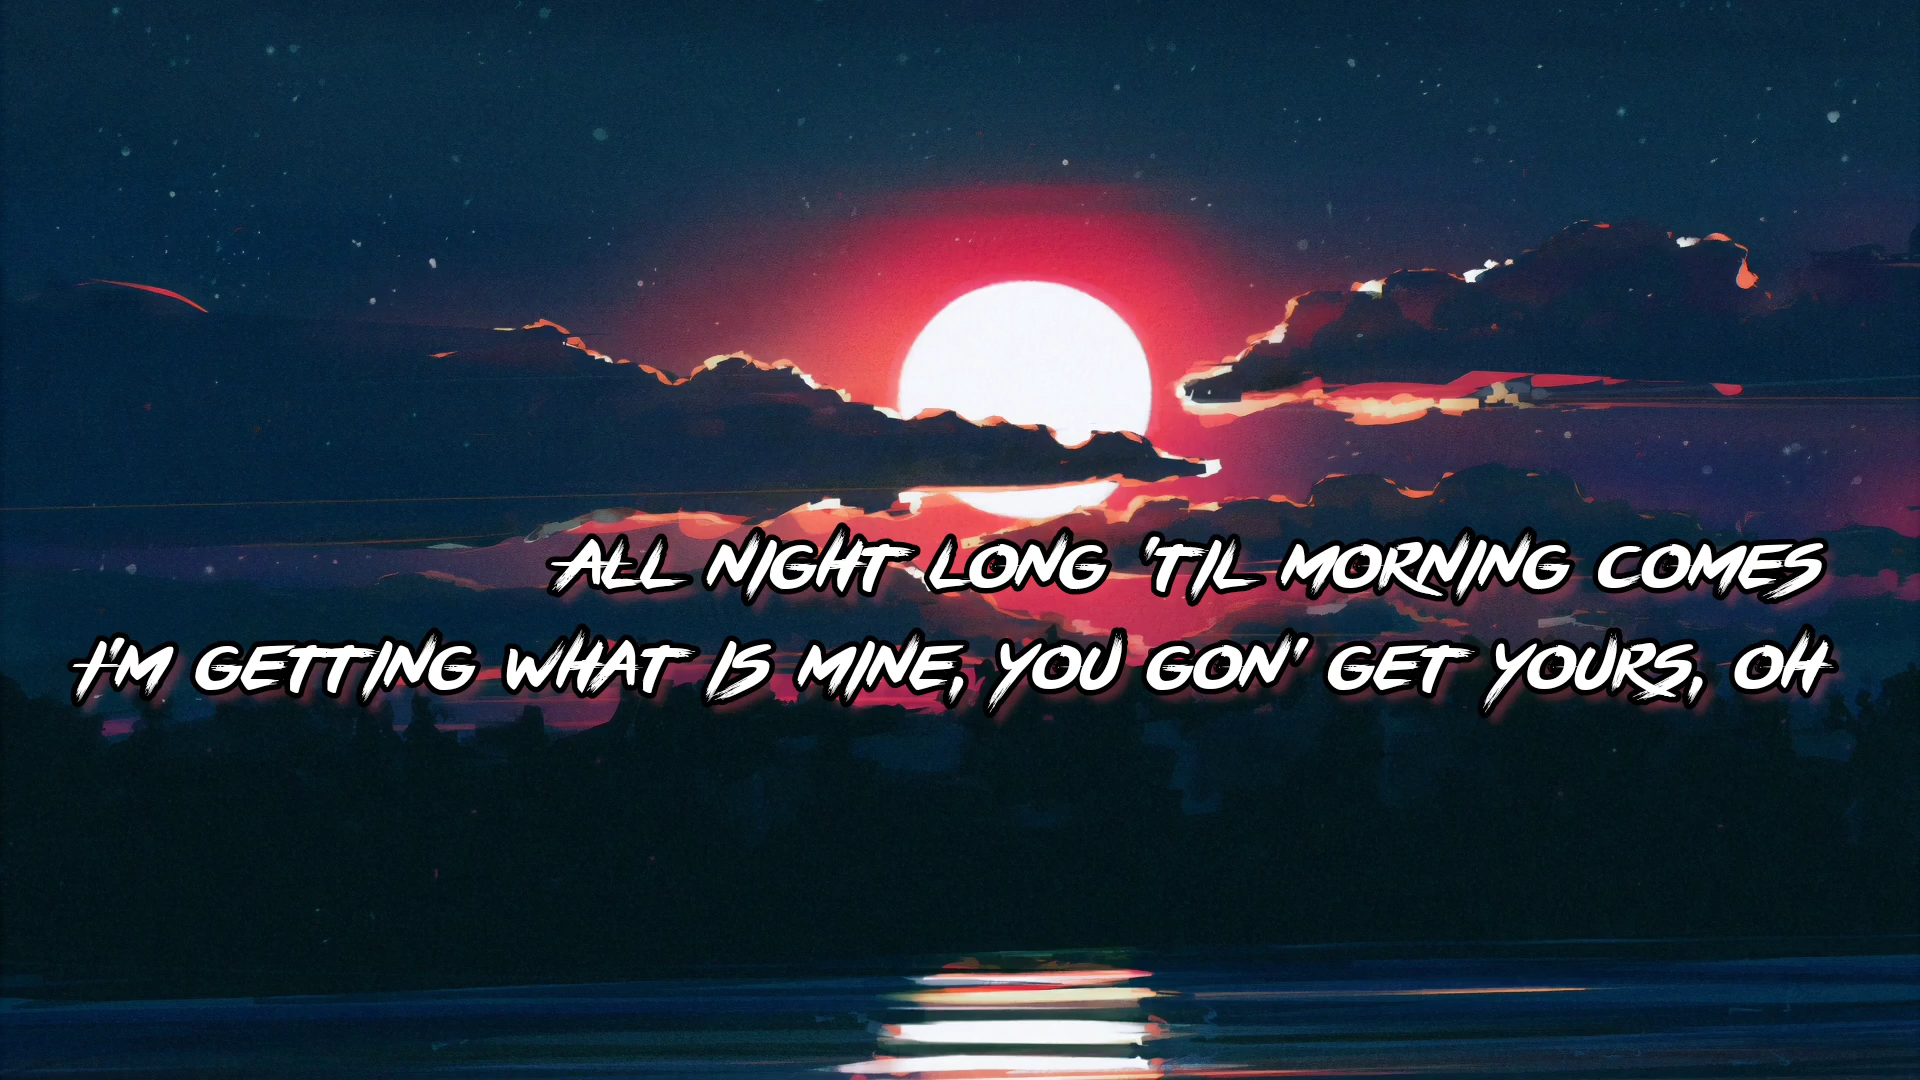 ALL NIGHT LONG 'TIL MORNING COMES
I'M GETTING WHAT IS MINE, YOU GON' GET YOURS, OH